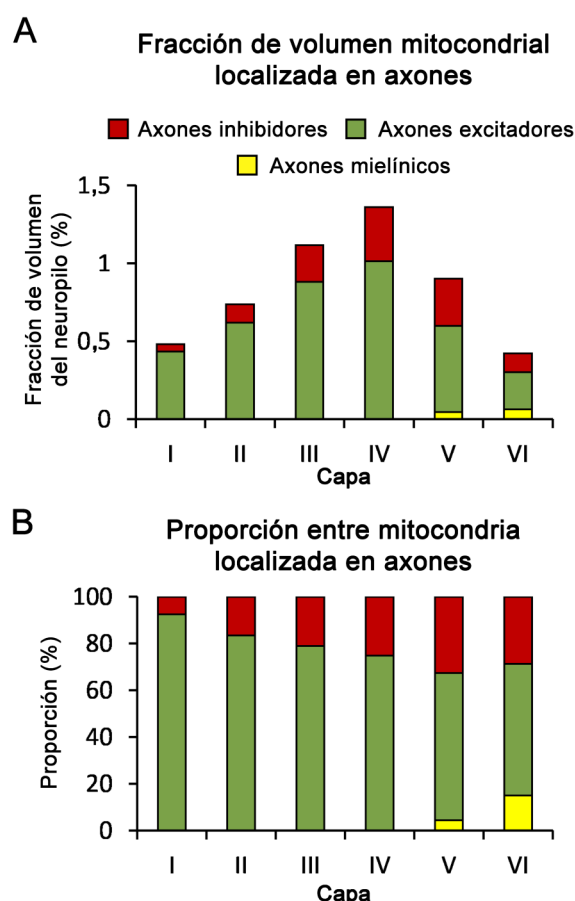 A
Fracción de volumen mitocondrial
localizada en axones
Axones inhibidores
Axones excitadores
Axones mielínicos
Fracción de volumen
del neuropilo (%)
1,5
1
0,5
0
I II III IV V VI
Capa
B
Proporción entre mitocondria
localizada en axones
Proporción (%)
100
80
60
40
20
0
I II III IV V VI
Capa